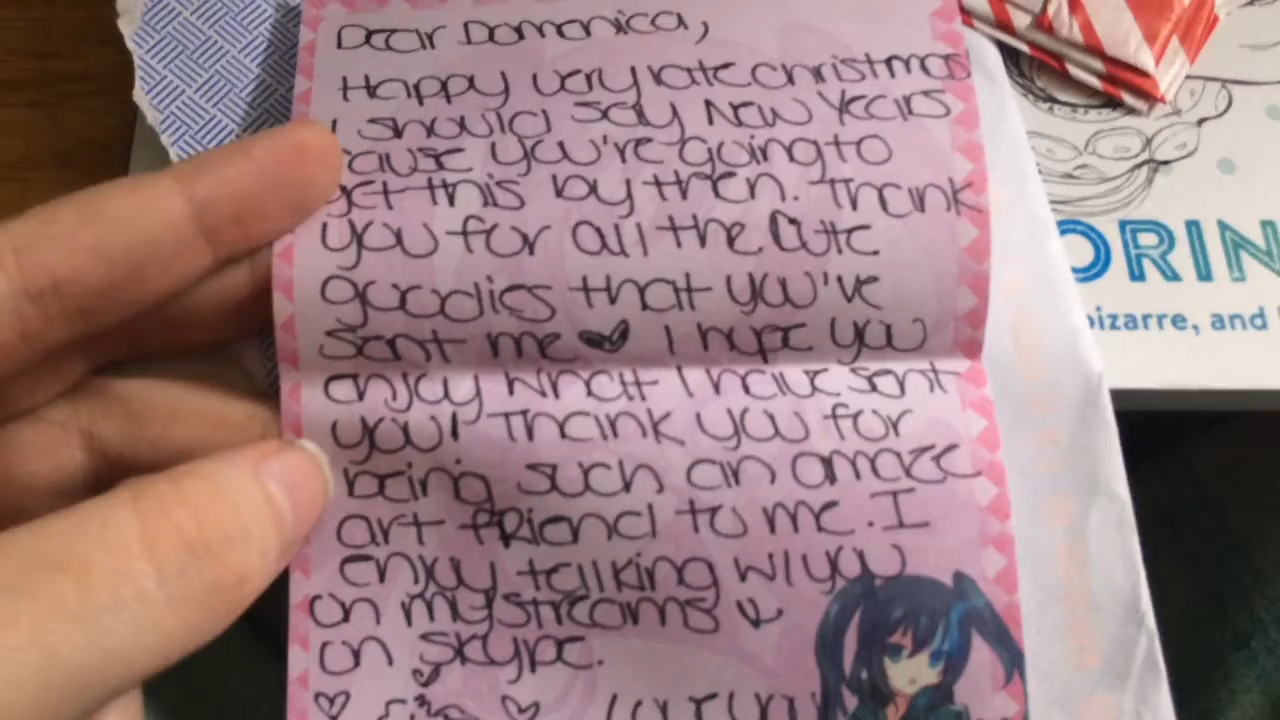 Dear Domenica,
Happy very late christmas
I should say New Years
cause you're going to
get this by then. Thank
you for all the cute
goodies that you've
sent me I hope you
enjoy what I have sent
you! Thank you for
being such an amaze
art friend to me. I
enjoy talking w/ you
on my streams &
on skype.
ORIN
bizarre, and